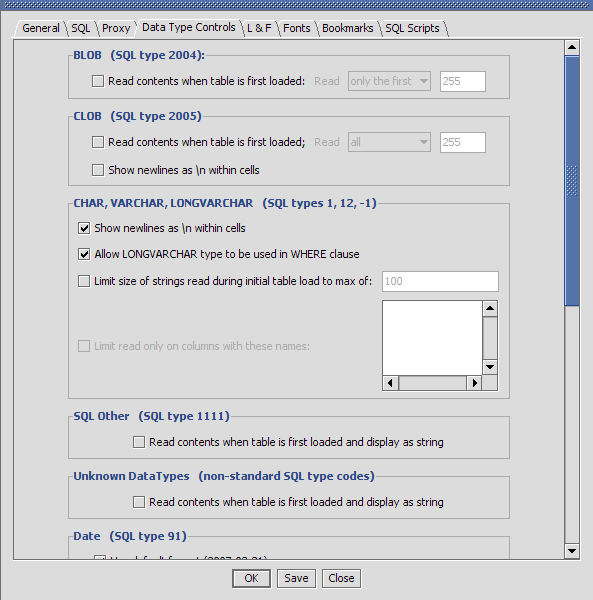 General SQL Proxy Data Type Controls L & F Fonts Bookmarks SQL Scripts
BLOB (SQL type 2004):
Read contents when table is first loaded: Read only the first 255
CLOB (SQL type 2005)
Read contents when table is first loaded; Read all 255
Show newlines as \n within cells
CHAR, VARCHAR, LONGVARCHAR (SQL types 1, 12, -1)
Show newlines as \n within cells
Allow LONGVARCHAR type to be used in WHERE clause
Limit size of strings read during initial table load to max of: 100
Limit read only on columns with these names:
SQL Other (SQL type 1111)
Read contents when table is first loaded and display as string
Unknown DataTypes (non-standard SQL type codes)
Read contents when table is first loaded and display as string
Date (SQL type 91)
OK Save Close